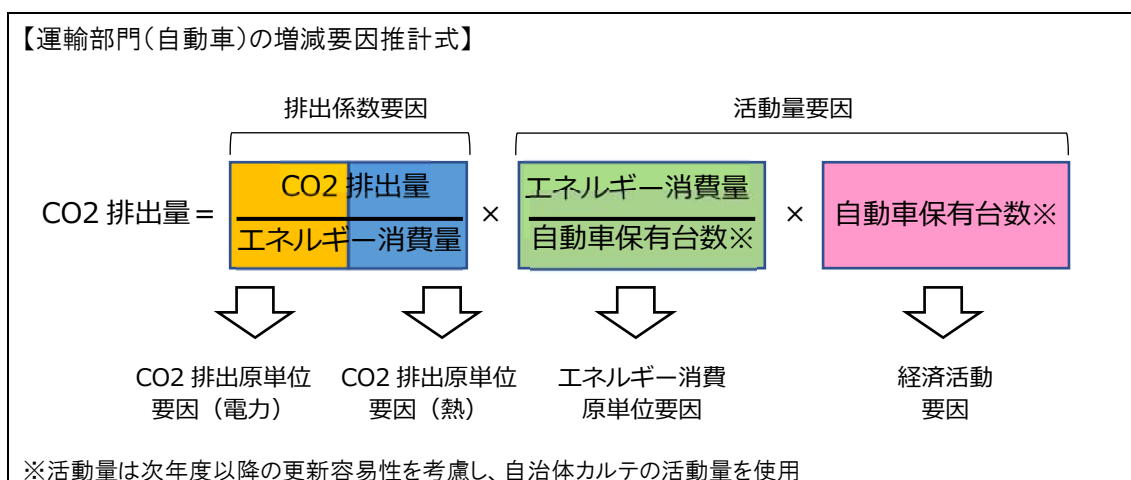 【運輸部門(自動車)の増減要因推計式】
排出係数要因
活動量要因
CO2 排出量=
CO2 排出量
エネルギー消費量
×
エネルギー消費量
自動車保有台数※
×
自動車保有台数※
CO2 排出原単位
要因(電力)
CO2 排出原単位
要因(熱)
エネルギー消費
原単位要因
経済活動
要因
※活動量は次年度以降の更新容易性を考慮し、自治体カルテの活動量を使用